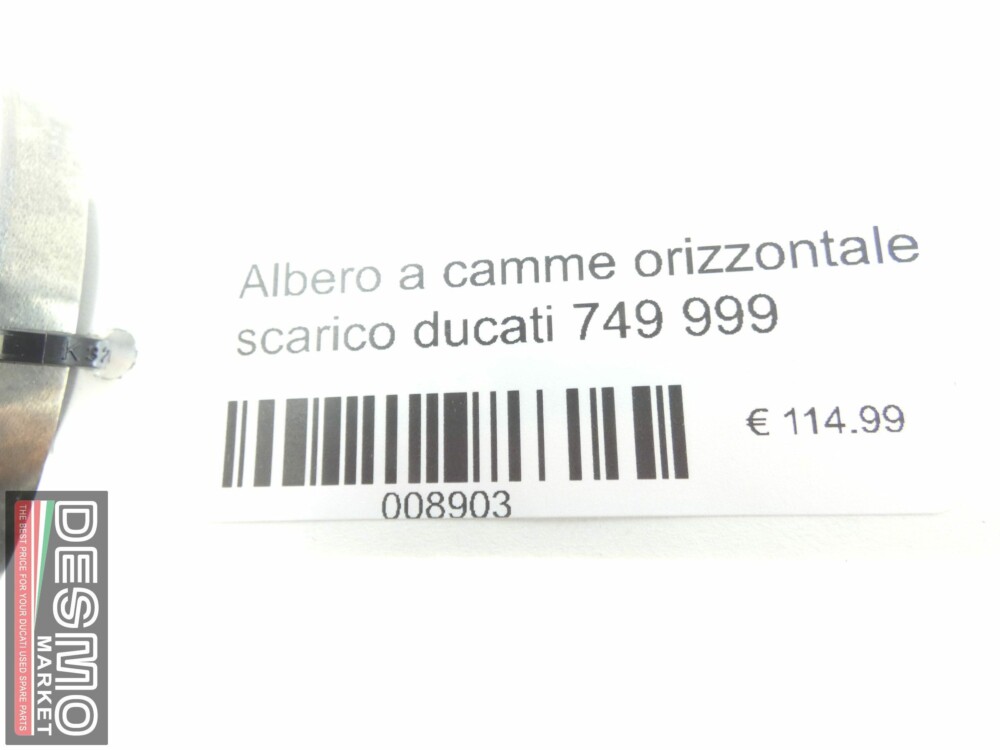 Albero a camme orizzontale
scarico ducati 749 999
€ 114.99
008903
DESMO
MARKET
THE BEST PRICE FOR YOUR DUCATI USED SPARE PARTS